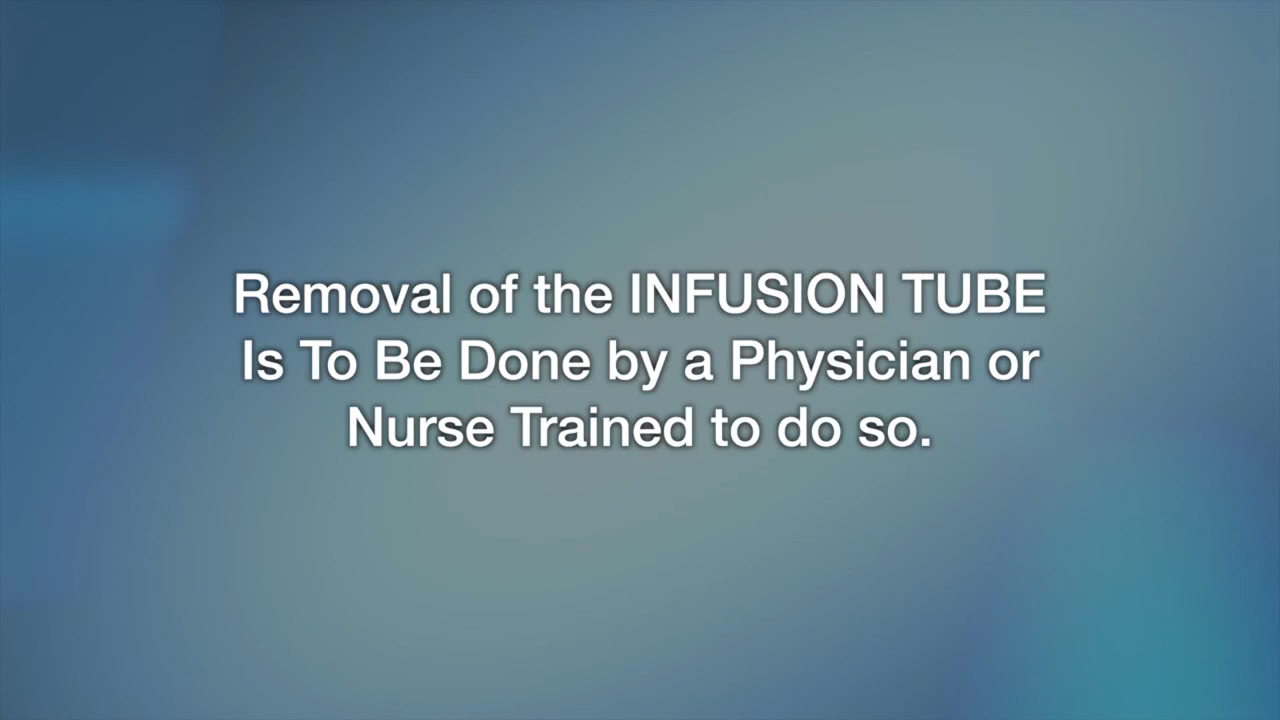 Removal of the INFUSION TUBE
Is To Be Done by a Physician or
Nurse Trained to do so.